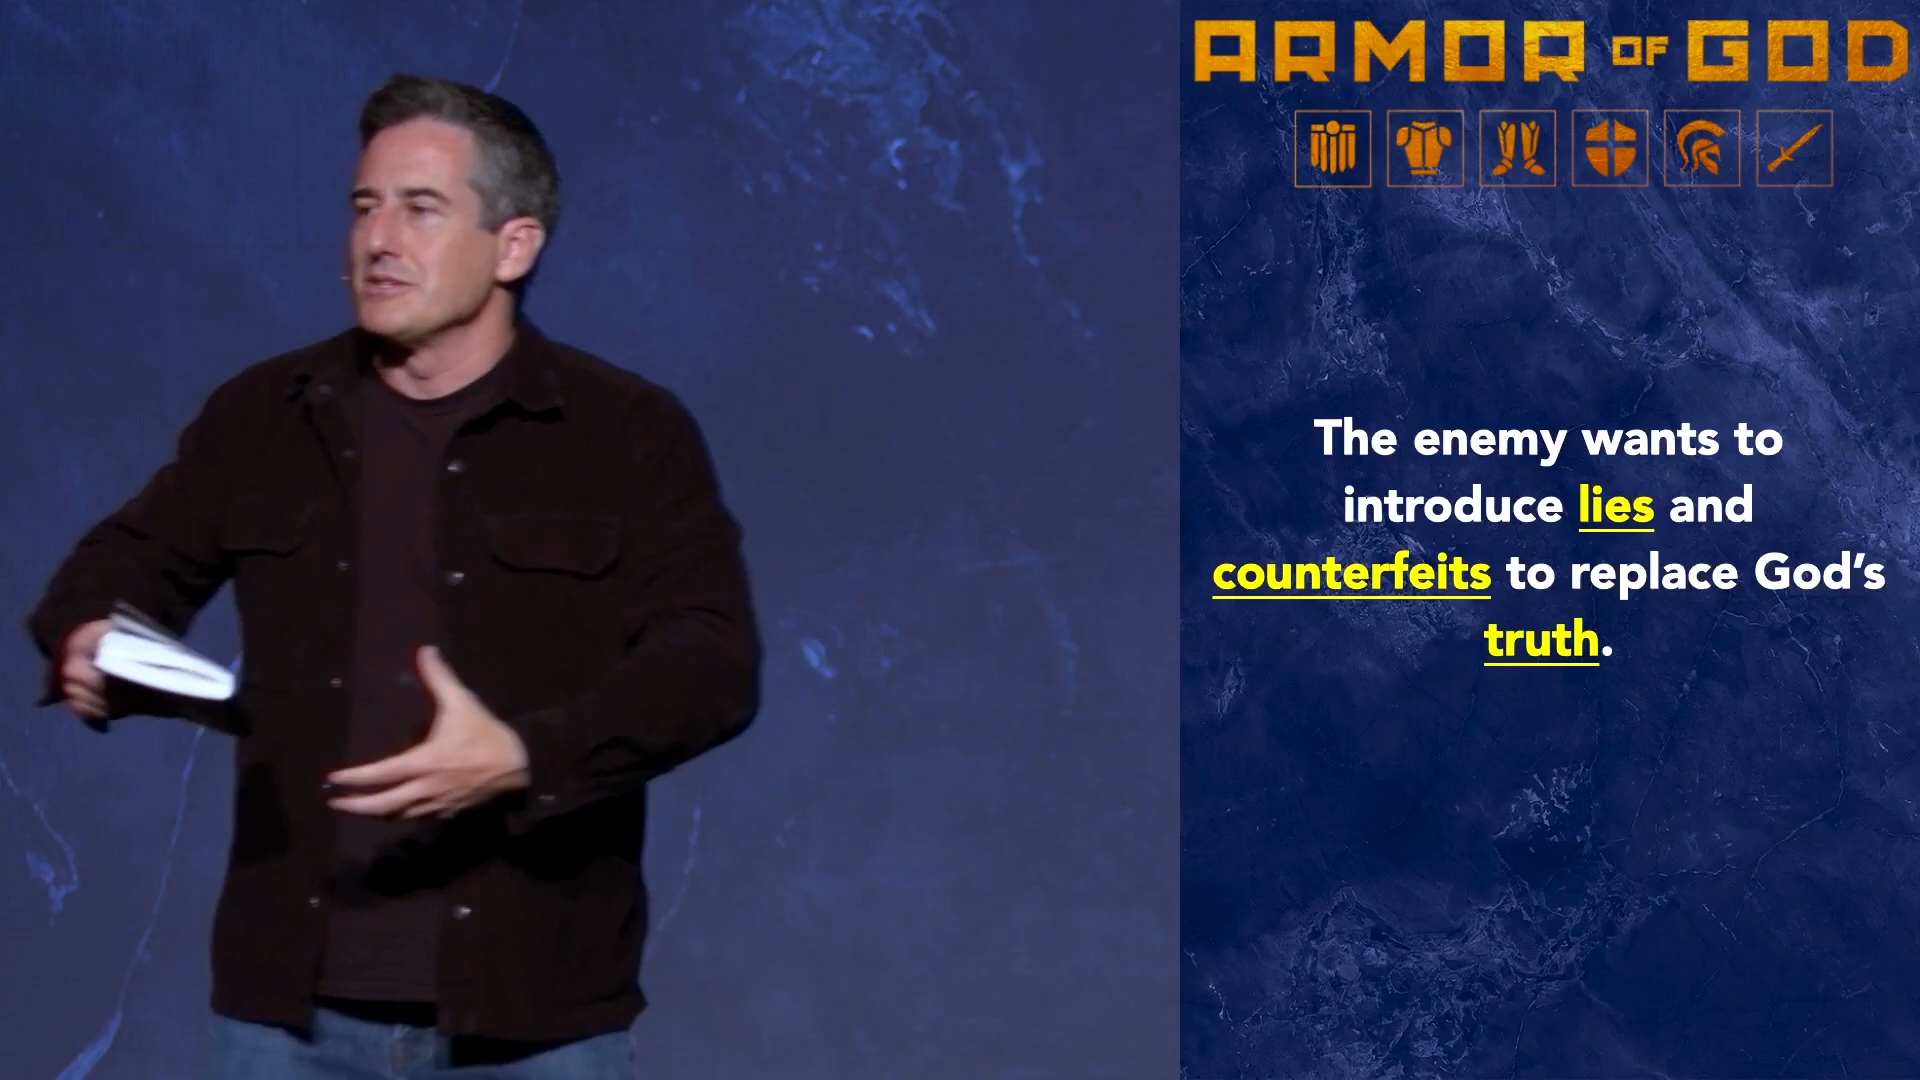 ARMOR OF GOD
The enemy wants to
introduce lies and
counterfeits to replace God’s
truth.